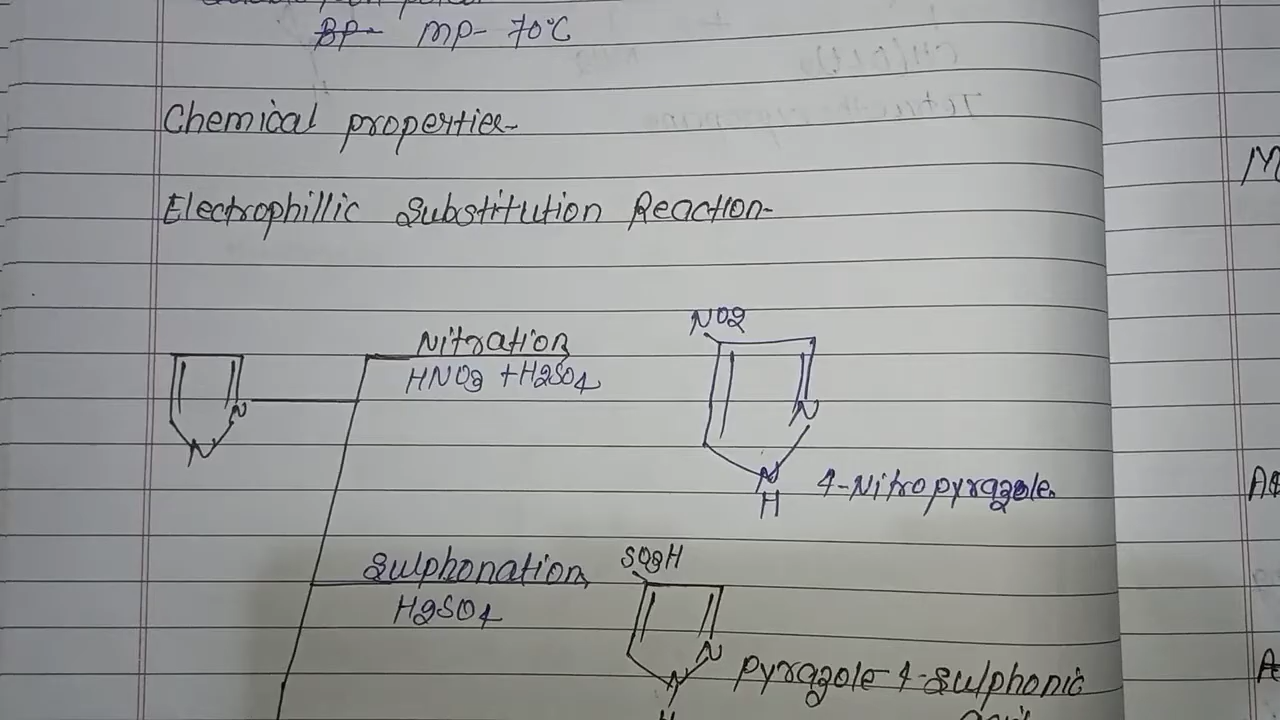 MP- 70°C
Chemical properties-
Electrophillic Substitution Reaction-
Nitration
HNO3 + H2SO4
NO2
N
N
N
N
H
4-Nitropyrazole
Sulphonation
H2SO4
SO3H
N
N
H
Pyrazole-4-Sulphonic